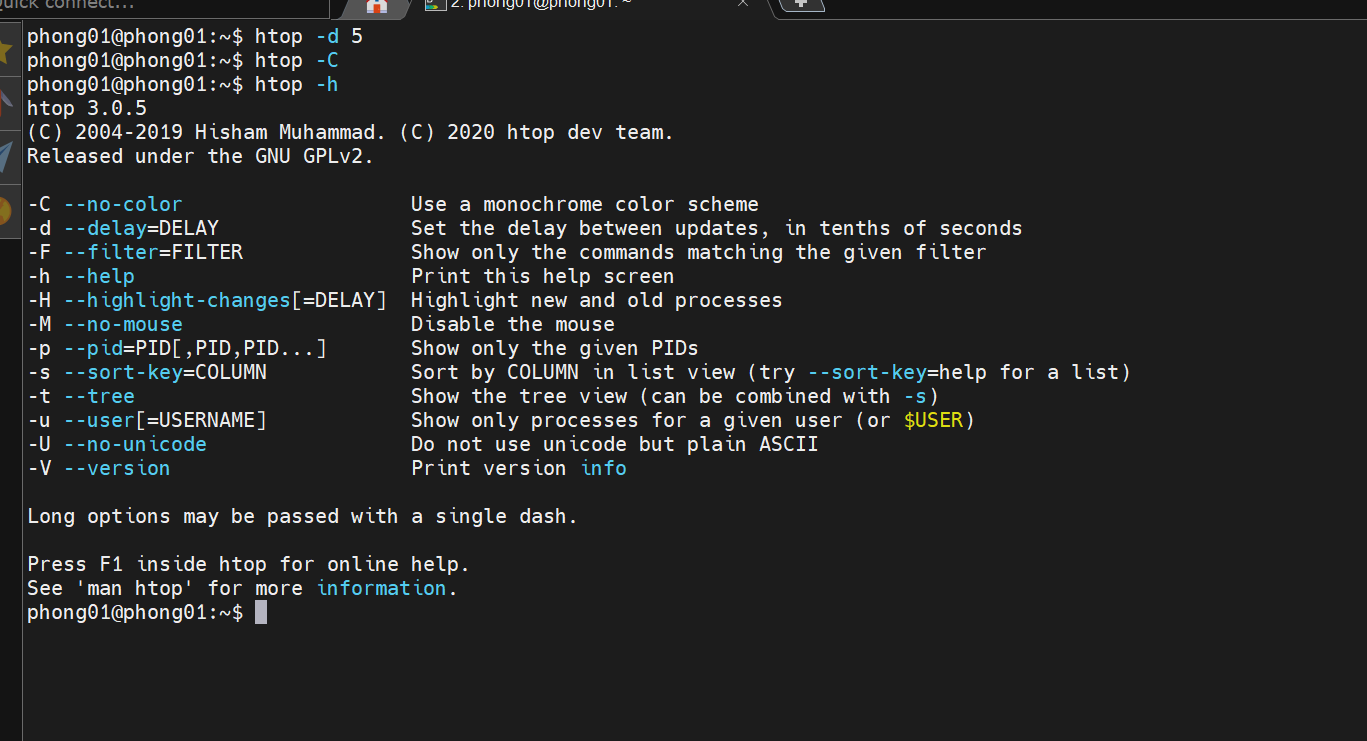 Quick connect...
2. phong01@phong01: ~
phong01@phong01:~$ htop -d 5
phong01@phong01:~$ htop -C
phong01@phong01:~$ htop -h
htop 3.0.5
(C) 2004-2019 Hisham Muhammad. (C) 2020 htop dev team.
Released under the GNU GPLv2.
-C --no-color                   Use a monochrome color scheme
-d --delay=DELAY                Set the delay between updates, in tenths of seconds
-F --filter=FILTER              Show only the commands matching the given filter
-h --help                       Print this help screen
-H --highlight-changes[=DELAY]  Highlight new and old processes
-M --no-mouse                   Disable the mouse
-p --pid=PID[,PID,PID...]       Show only the given PIDs
-s --sort-key=COLUMN            Sort by COLUMN in list view (try --sort-key=help for a list)
-t --tree                       Show the tree view (can be combined with -s)
-u --user[=USERNAME]            Show only processes for a given user (or $USER)
-U --no-unicode                 Do not use unicode but plain ASCII
-V --version                    Print version info
Long options may be passed with a single dash.
Press F1 inside htop for online help.
See 'man htop' for more information.
phong01@phong01:~$